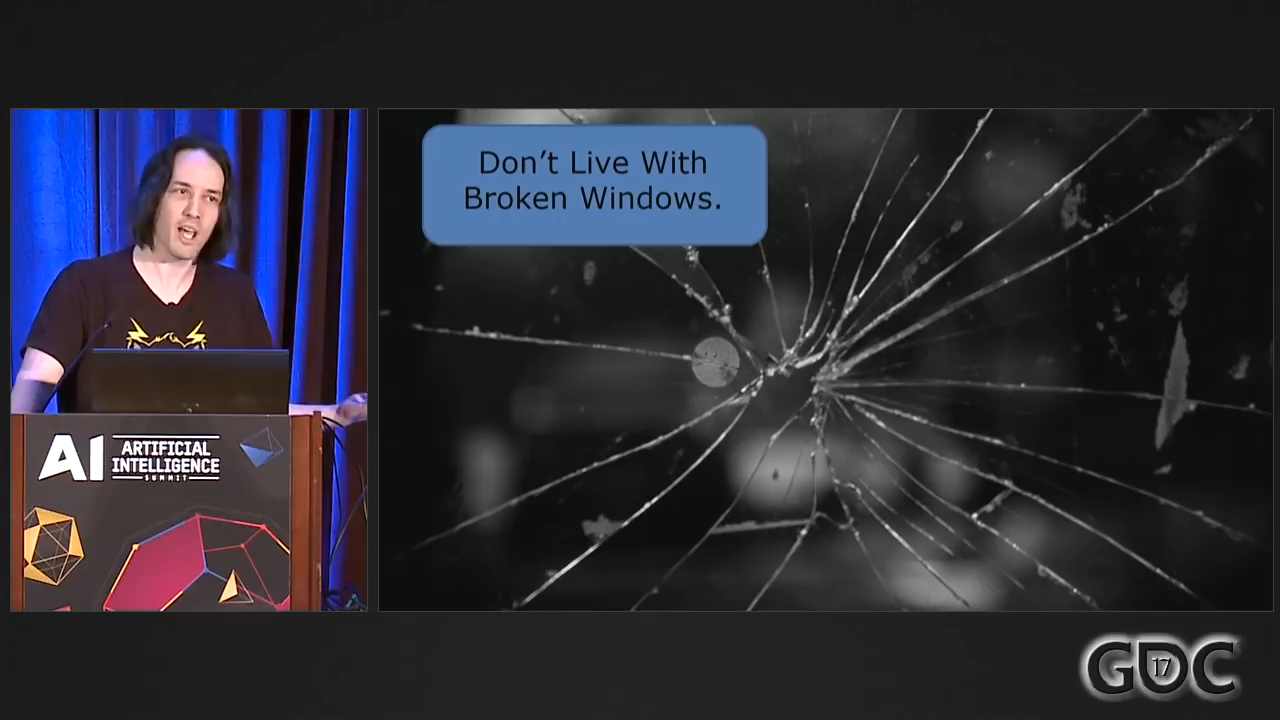 Don't Live With
Broken Windows.
AI
ARTIFICIAL
INTELLIGENCE
SUMMIT
GDC
17